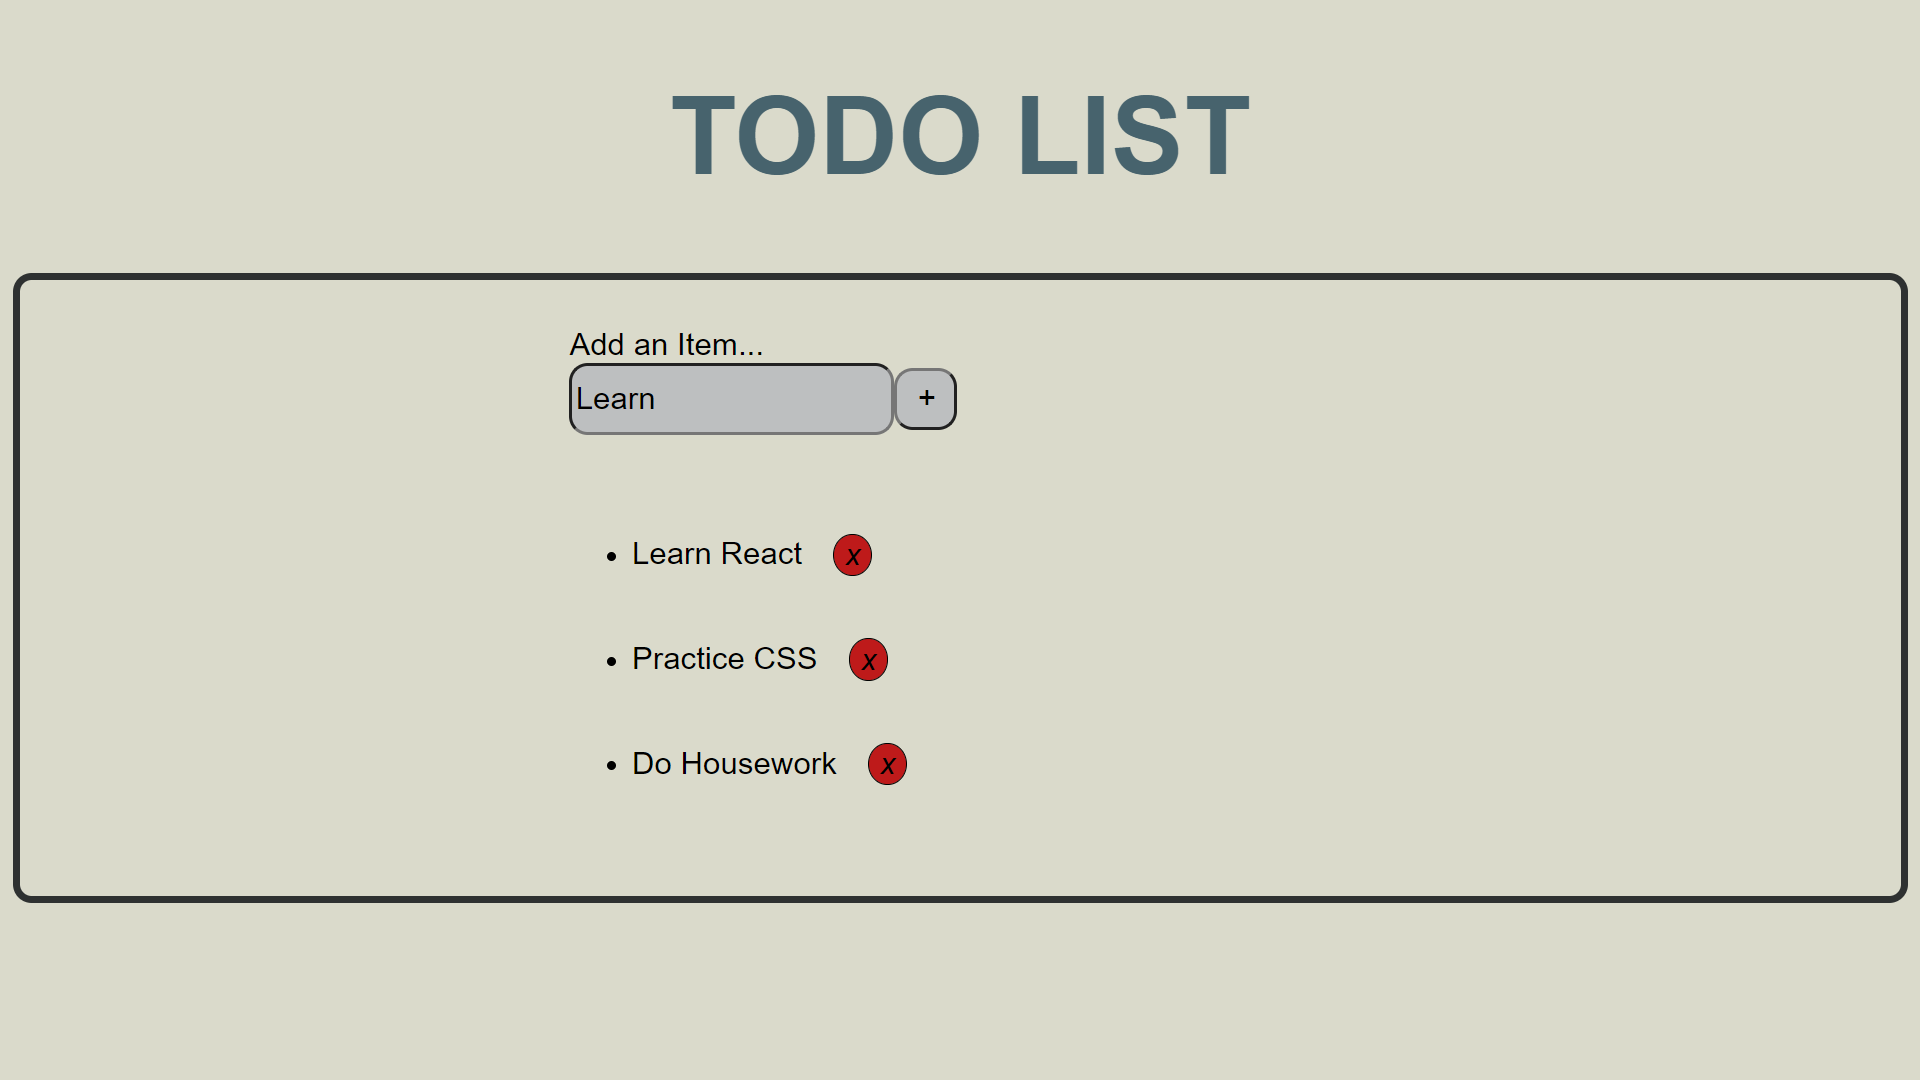 TODO LIST
Add an Item...
Learn +
Learn React x
Practice CSS x
Do Housework x